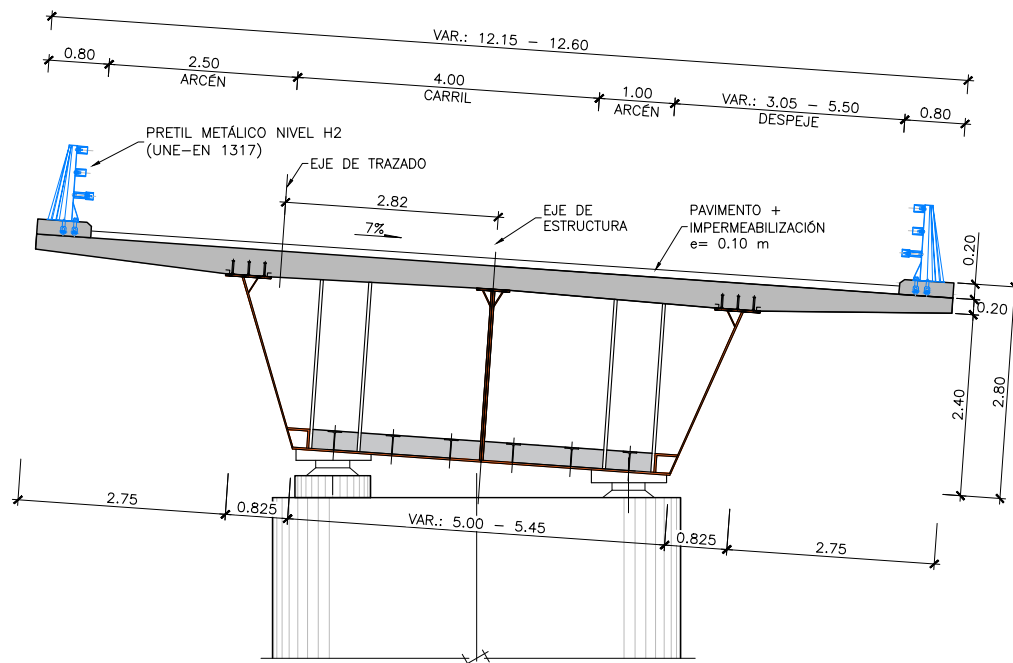 VAR.: 12.15 – 12.60
0.80
2.50
ARCÉN
4.00
CARRIL
1.00
ARCÉN
VAR.: 3.05 – 5.50
DESPEJE
0.80
PRETIL METÁLICO NIVEL H2
(UNE–EN 1317)
EJE DE TRAZADO
2.82
7%
EJE DE
ESTRUCTURA
PAVIMENTO +
IMPERMEABILIZACIÓN
e= 0.10 m
0.20
0.20
2.40
2.80
2.75
0.825
VAR.: 5.00 – 5.45
0.825
2.75